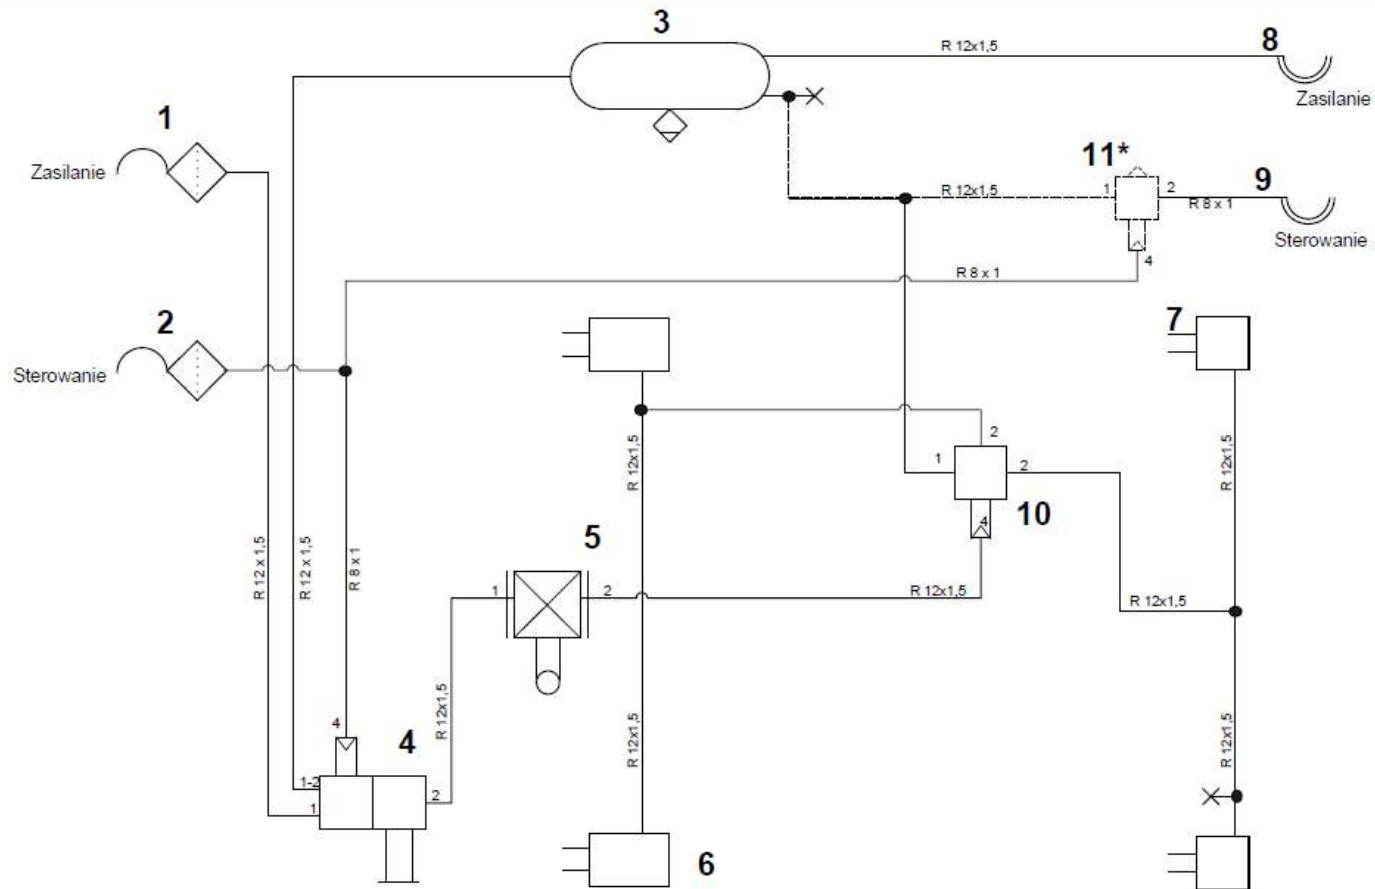 3
R 12x1,5
8
Zasilanie
1
Zasilanie
11*
1
R 12x1,5
2
R 8 x 1
9
Sterowanie
4
R 8 x 1
2
Sterowanie
7
2
1
2
4
10
R 12x1,5
R 12x1,5
5
1
2
R 12x1,5
R 12x1,5
R 12 x 1,5
R 12 x 1,5
R 8 x 1
R 12x1,5
R 12x1,5
R 12x1,5
4
4
1-2
1
2
6